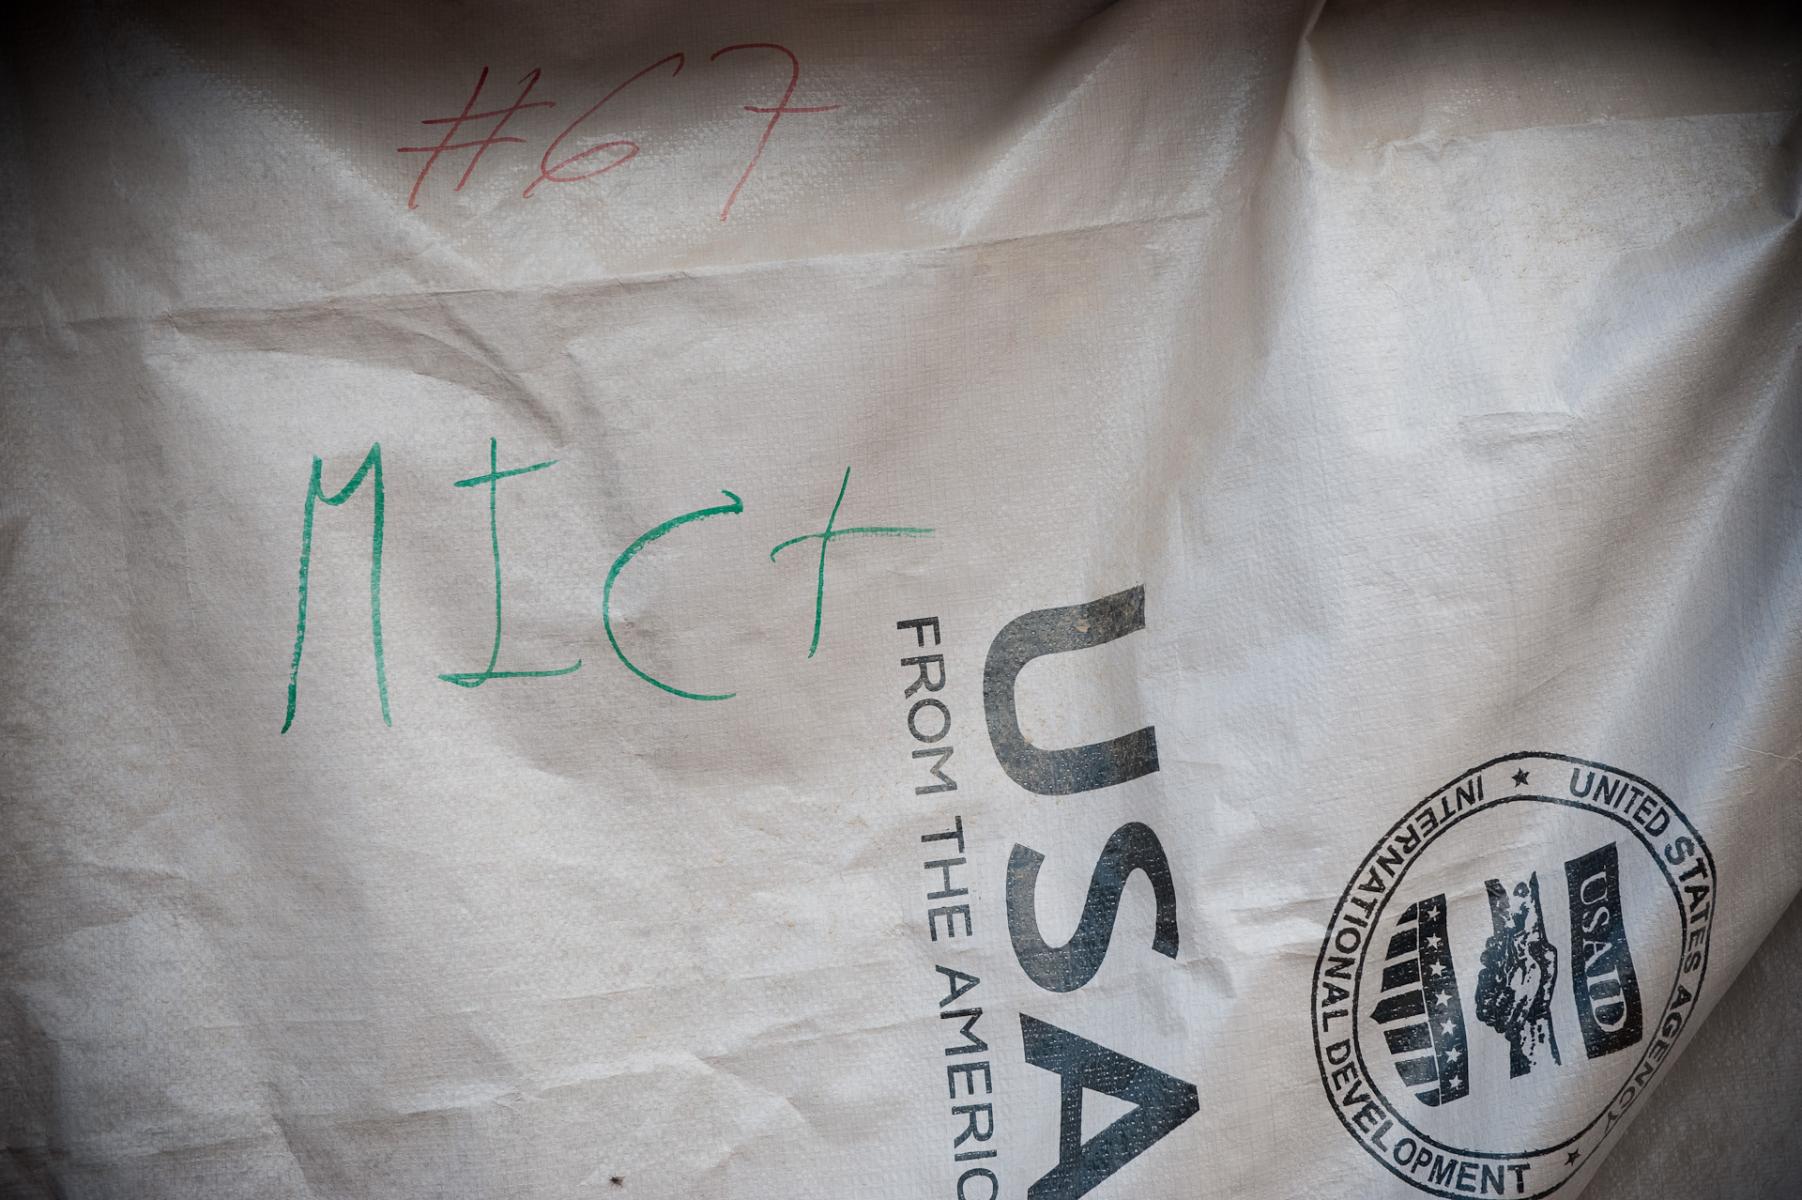 #67
MICt
USA
FROM THE AMERIC
UNITED STATES AGENCY
INTERNATIONAL DEVELOPMENT
USAID